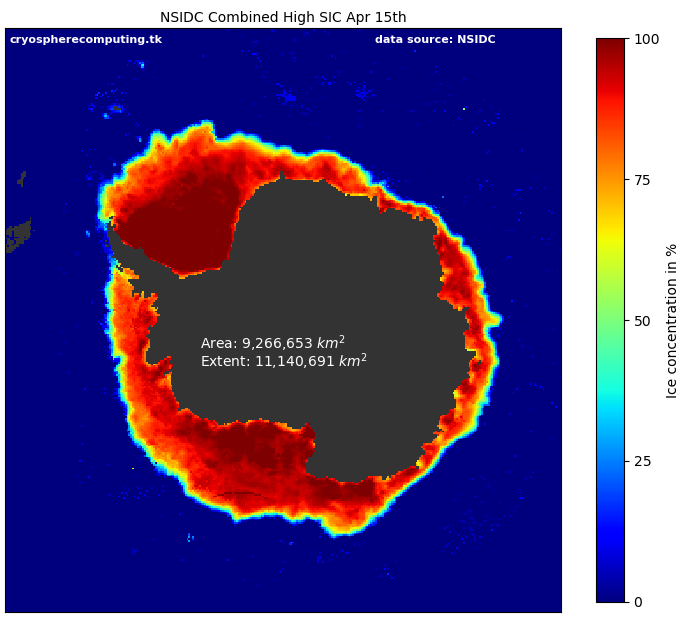 NSIDC Combined High SIC Apr 15th
cryospherecomputing.tk
data source: NSIDC
Area: 9,266,653 km²
Extent: 11,140,691 km²
100
75
50
25
0
Ice concentration in %